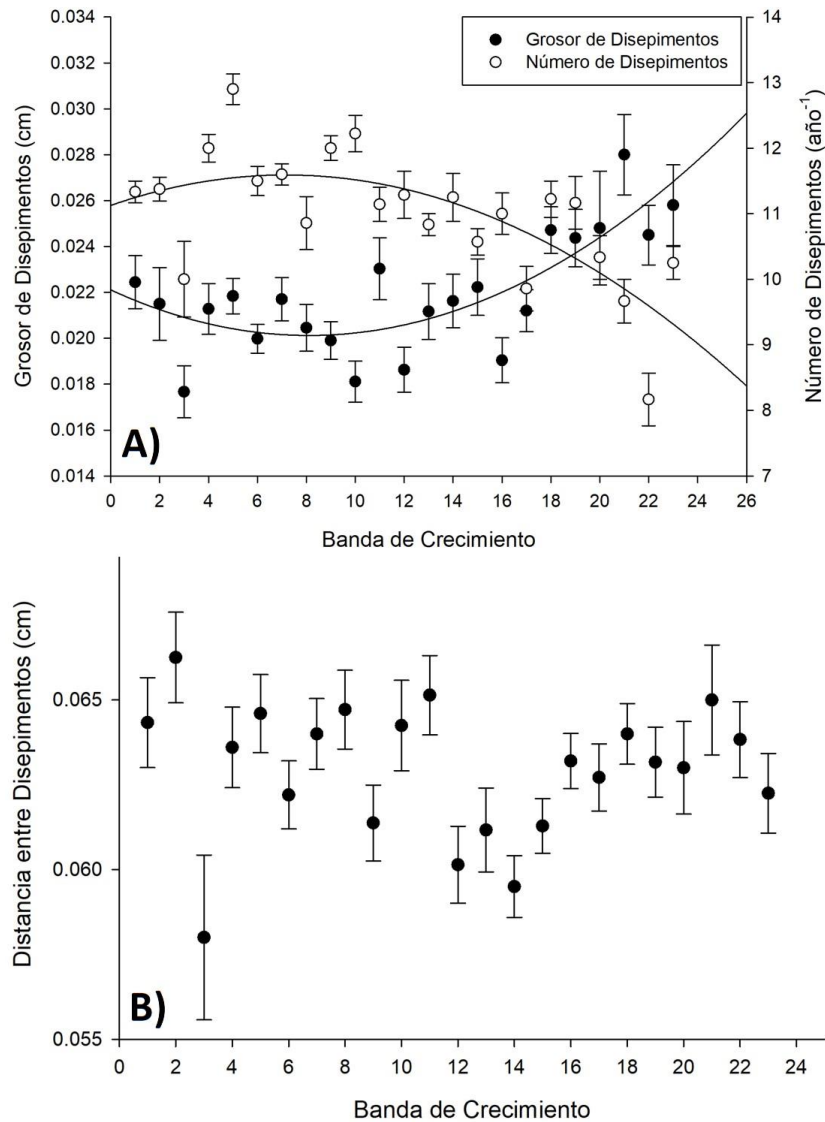 Grosor de Disepimentos
Número de Disepimentos
Grosor de Disepimentos (cm)
0.034
0.032
0.030
0.028
0.026
0.024
0.022
0.020
0.018
0.016
0.014
Número de Disepimentos (año⁻¹)
14
13
12
11
10
9
8
7
A)
0 2 4 6 8 10 12 14 16 18 20 22 24 26
Banda de Crecimiento
Distancia entre Disepimentos (cm)
0.065
0.060
0.055
B)
0 2 4 6 8 10 12 14 16 18 20 22 24
Banda de Crecimiento